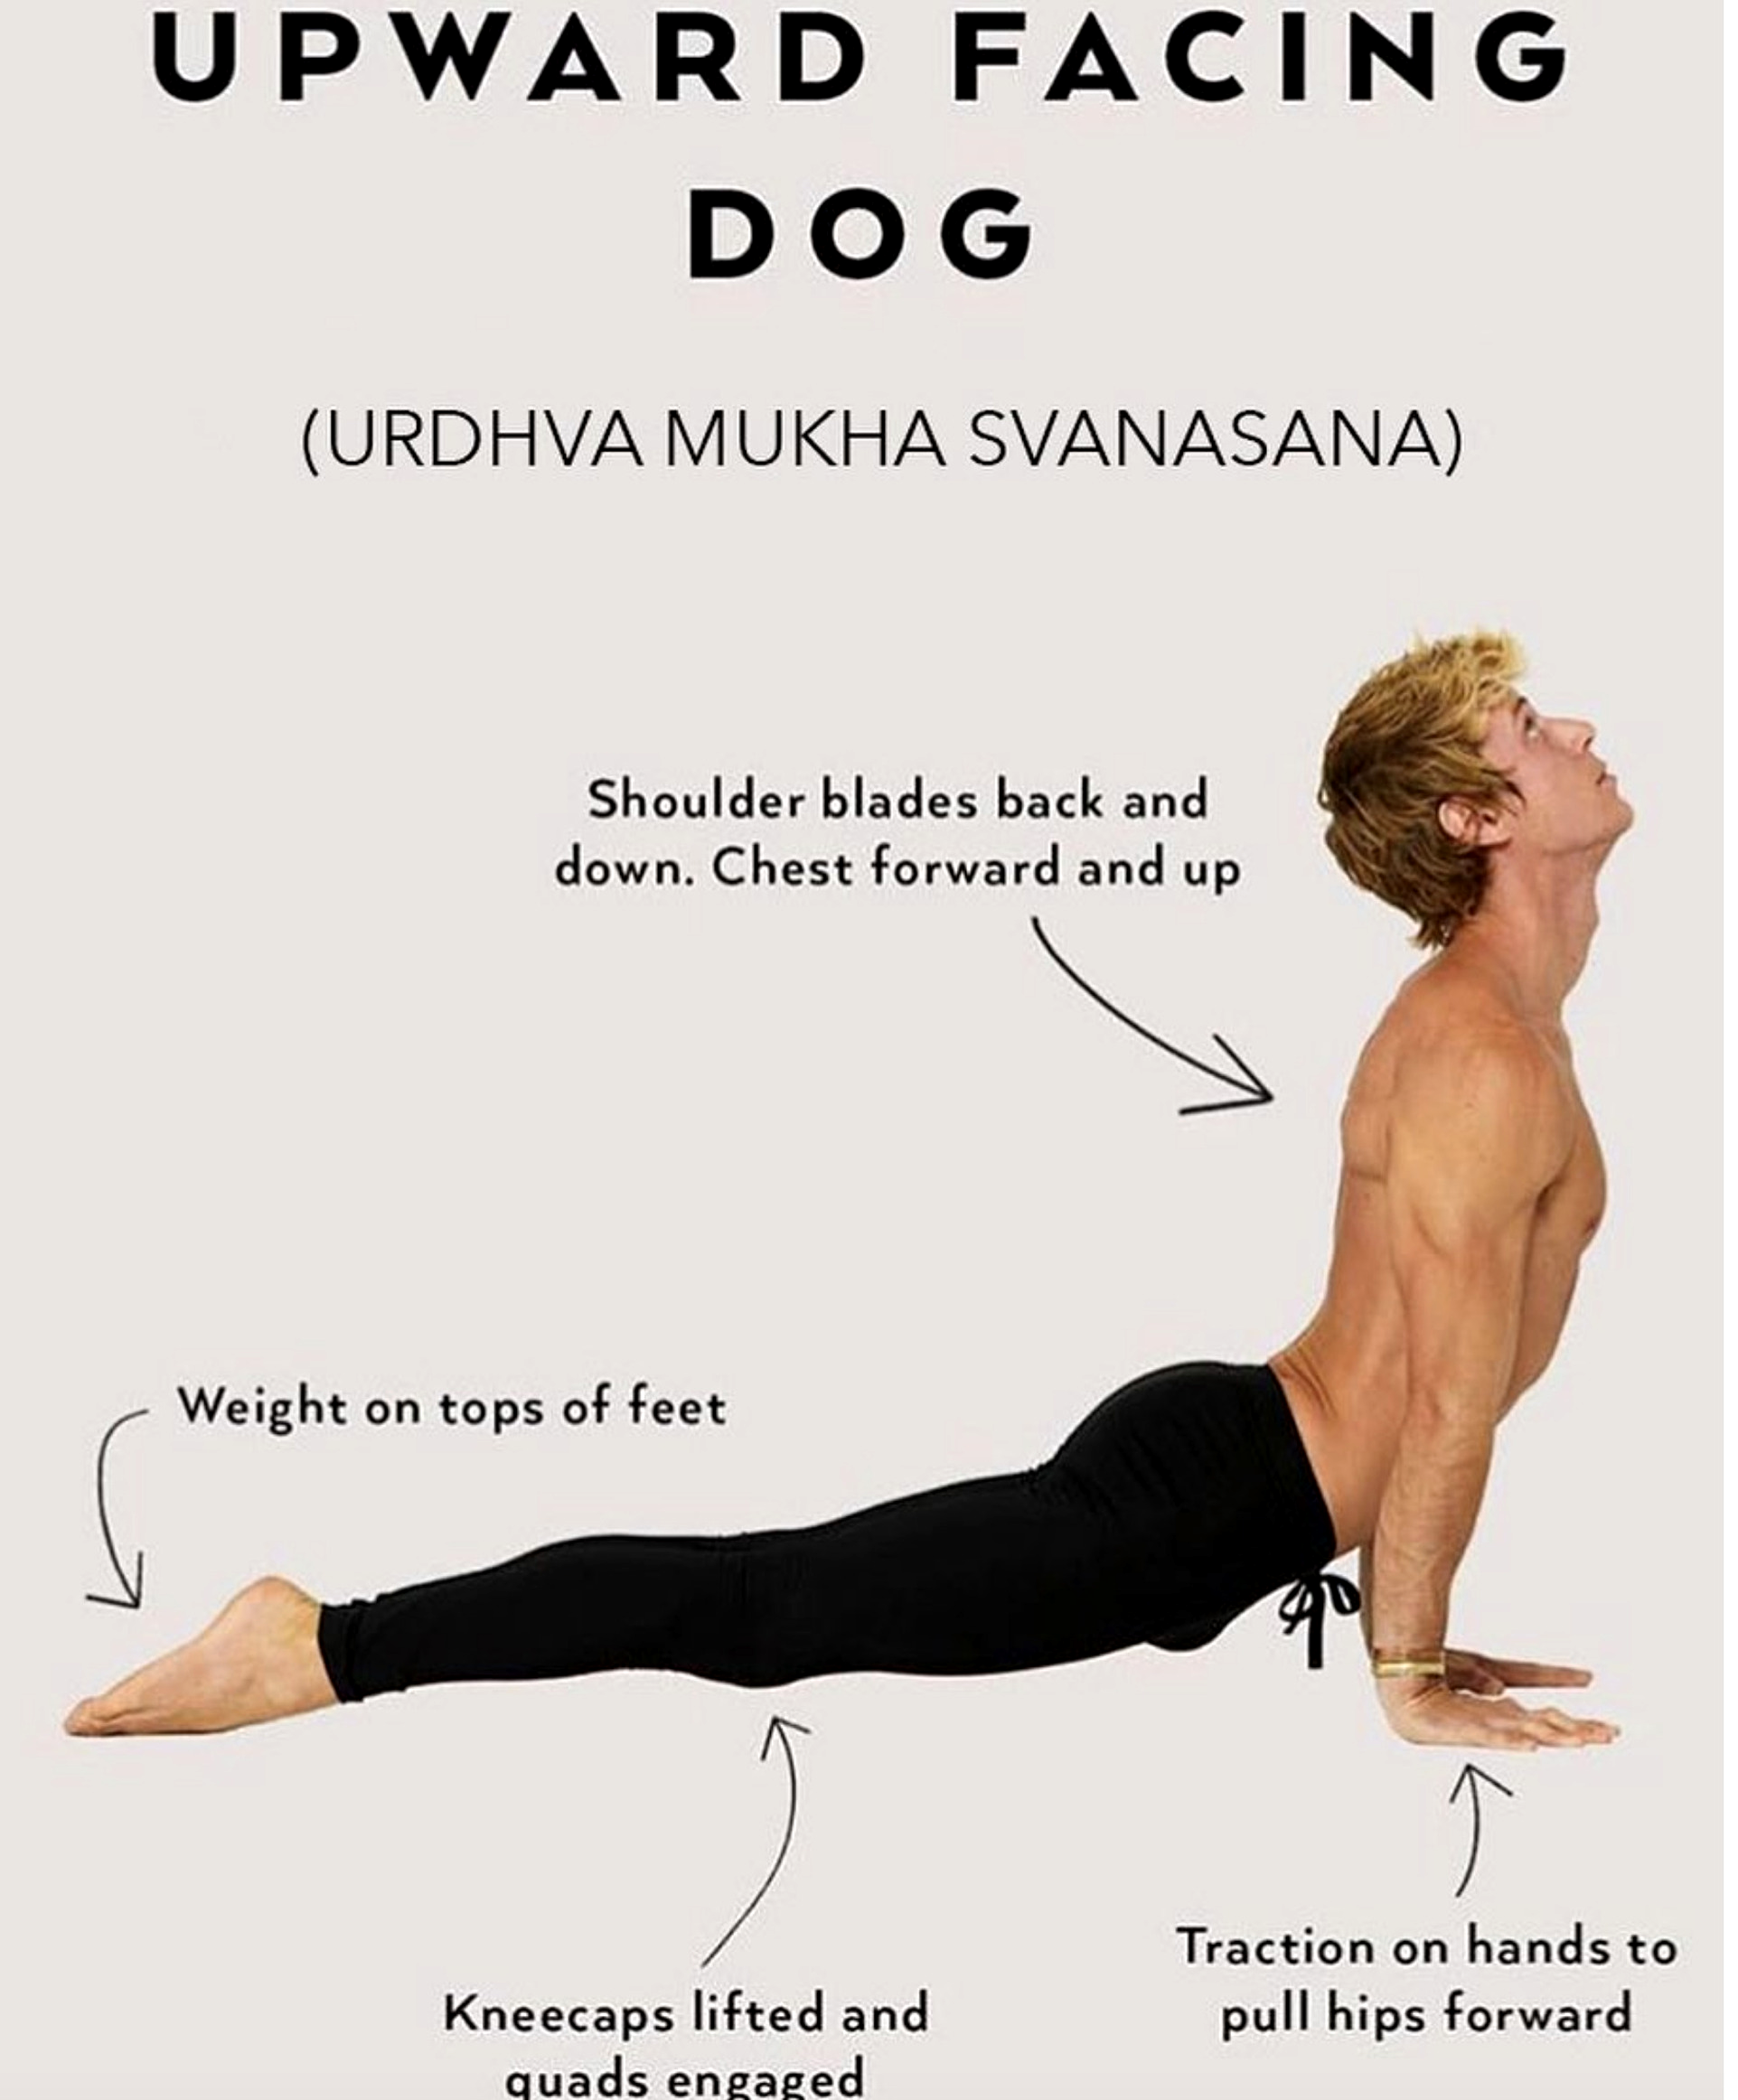 UPWARD FACING
DOG
(URDHVA MUKHA SVANASANA)
Shoulder blades back and
down. Chest forward and up
Weight on tops of feet
Kneecaps lifted and
quads engaged
Traction on hands to
pull hips forward